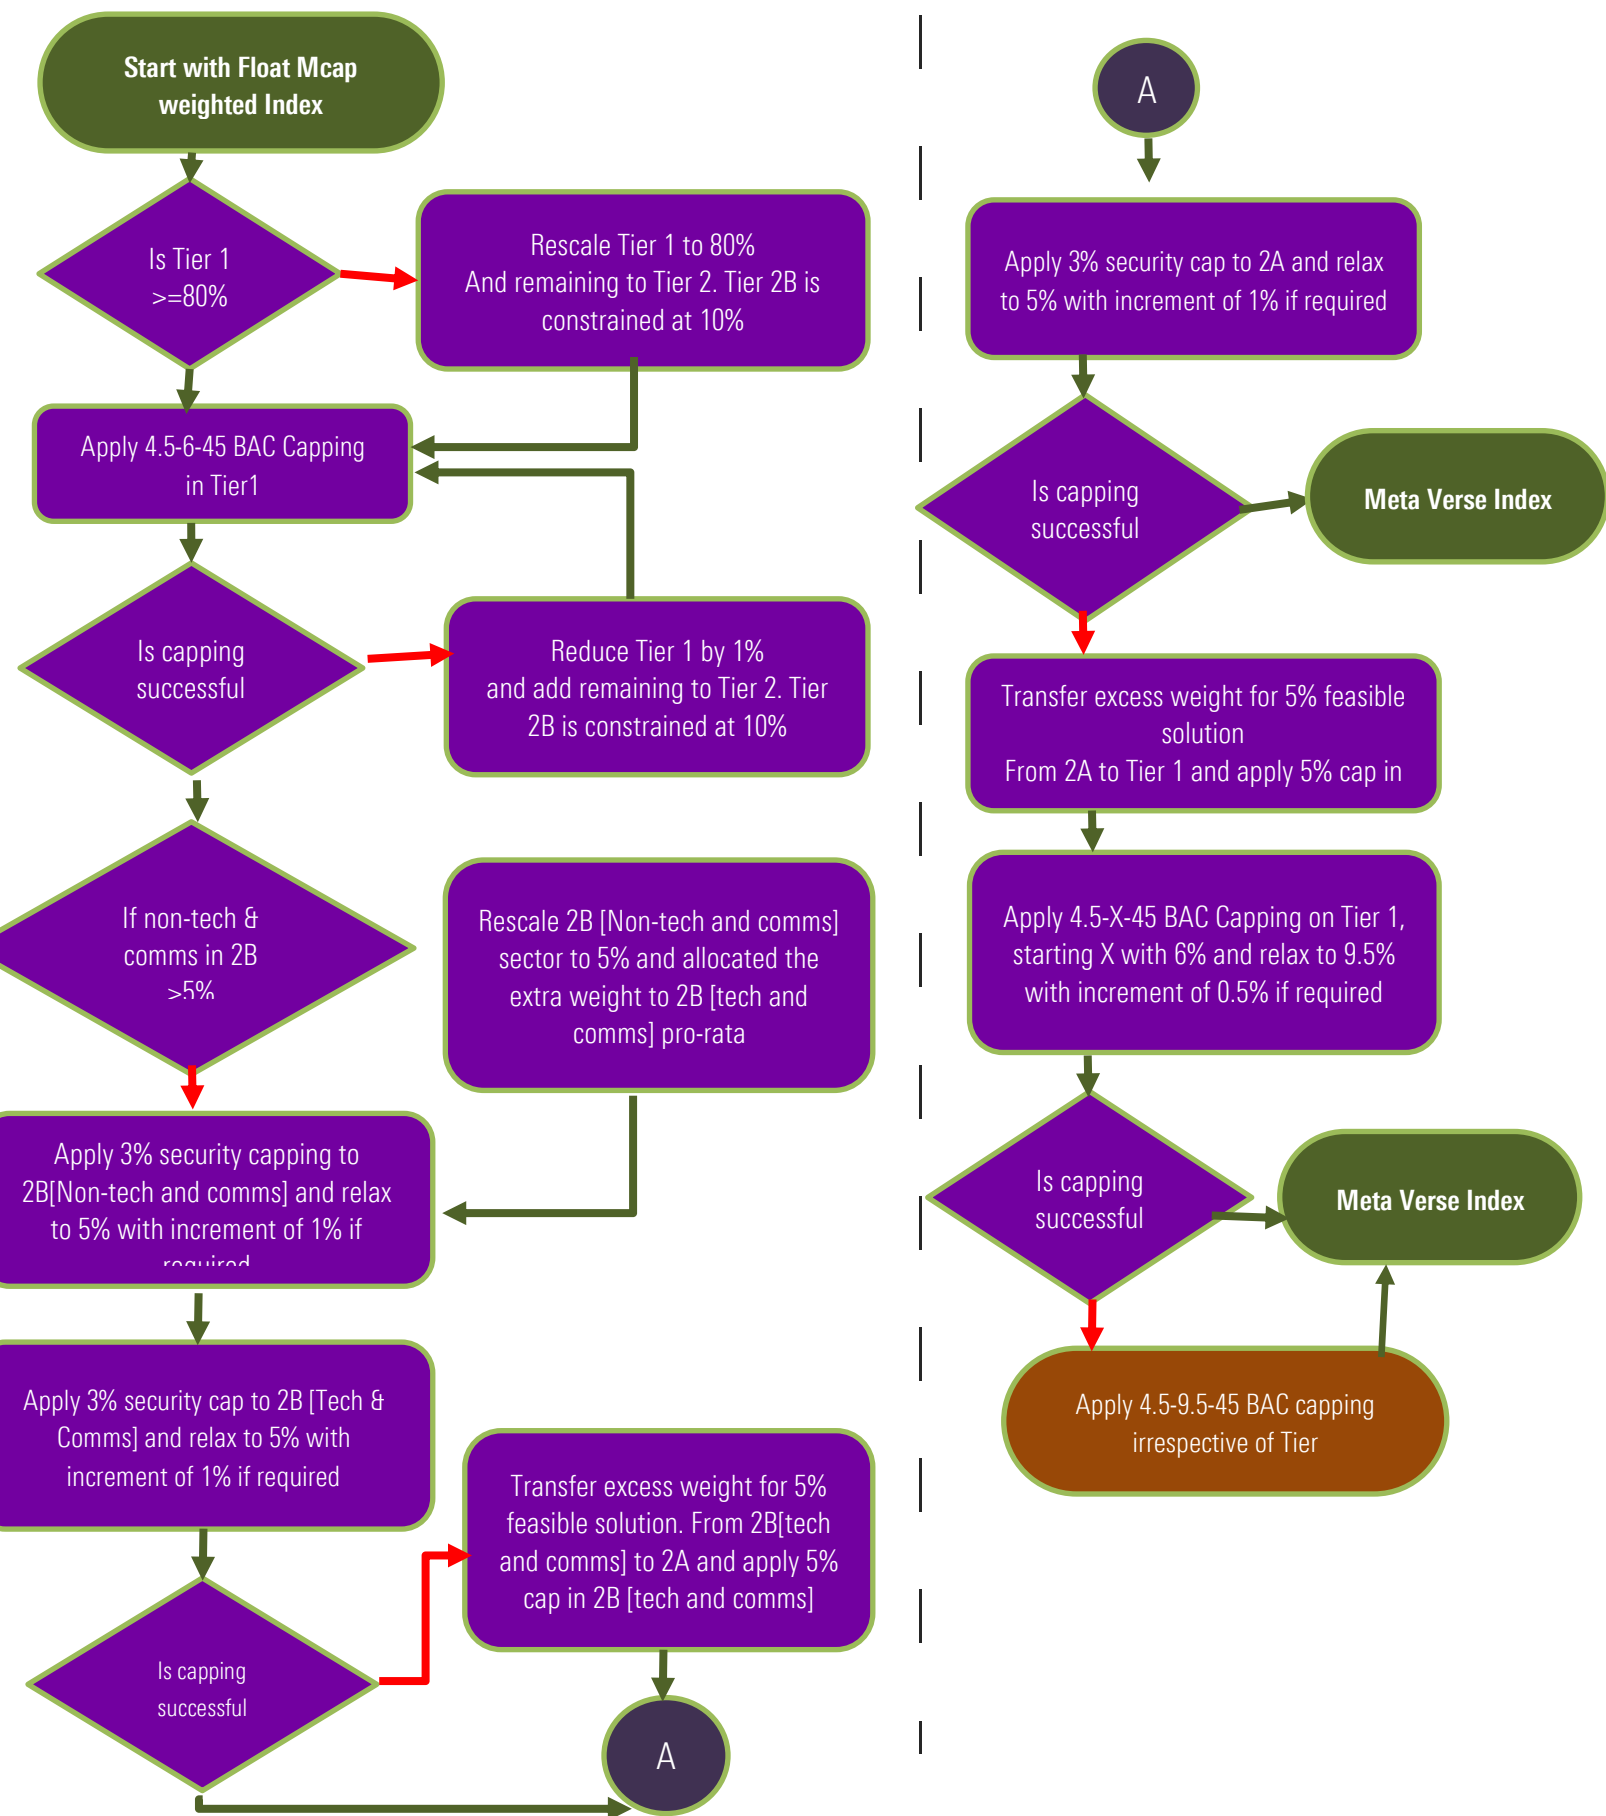 Start with Float Mcap
weighted Index
Is Tier 1
>=80%
Rescale Tier 1 to 80%
And remaining to Tier 2. Tier 2B is
constrained at 10%
Apply 4.5-6-45 BAC Capping
in Tier1
Is capping
successful
Reduce Tier 1 by 1%
and add remaining to Tier 2. Tier
2B is constrained at 10%
If non-tech &
comms in 2B
>5%
Rescale 2B [Non-tech and comms]
sector to 5% and allocated the
extra weight to 2B [tech and
comms] pro-rata
Apply 3% security capping to
2B[Non-tech and comms] and relax
to 5% with increment of 1% if
required
Apply 3% security cap to 2B [Tech &
Comms] and relax to 5% with
increment of 1% if required
Is capping
successful
Transfer excess weight for 5%
feasible solution. From 2B[tech
and comms] to 2A and apply 5%
cap in 2B [tech and comms]
A
A
Apply 3% security cap to 2A and relax
to 5% with increment of 1% if required
Is capping
successful
Meta Verse Index
Transfer excess weight for 5% feasible
solution
From 2A to Tier 1 and apply 5% cap in
Apply 4.5-X-45 BAC Capping on Tier 1,
starting X with 6% and relax to 9.5%
with increment of 0.5% if required
Is capping
successful
Meta Verse Index
Apply 4.5-9.5-45 BAC capping
irrespective of Tier